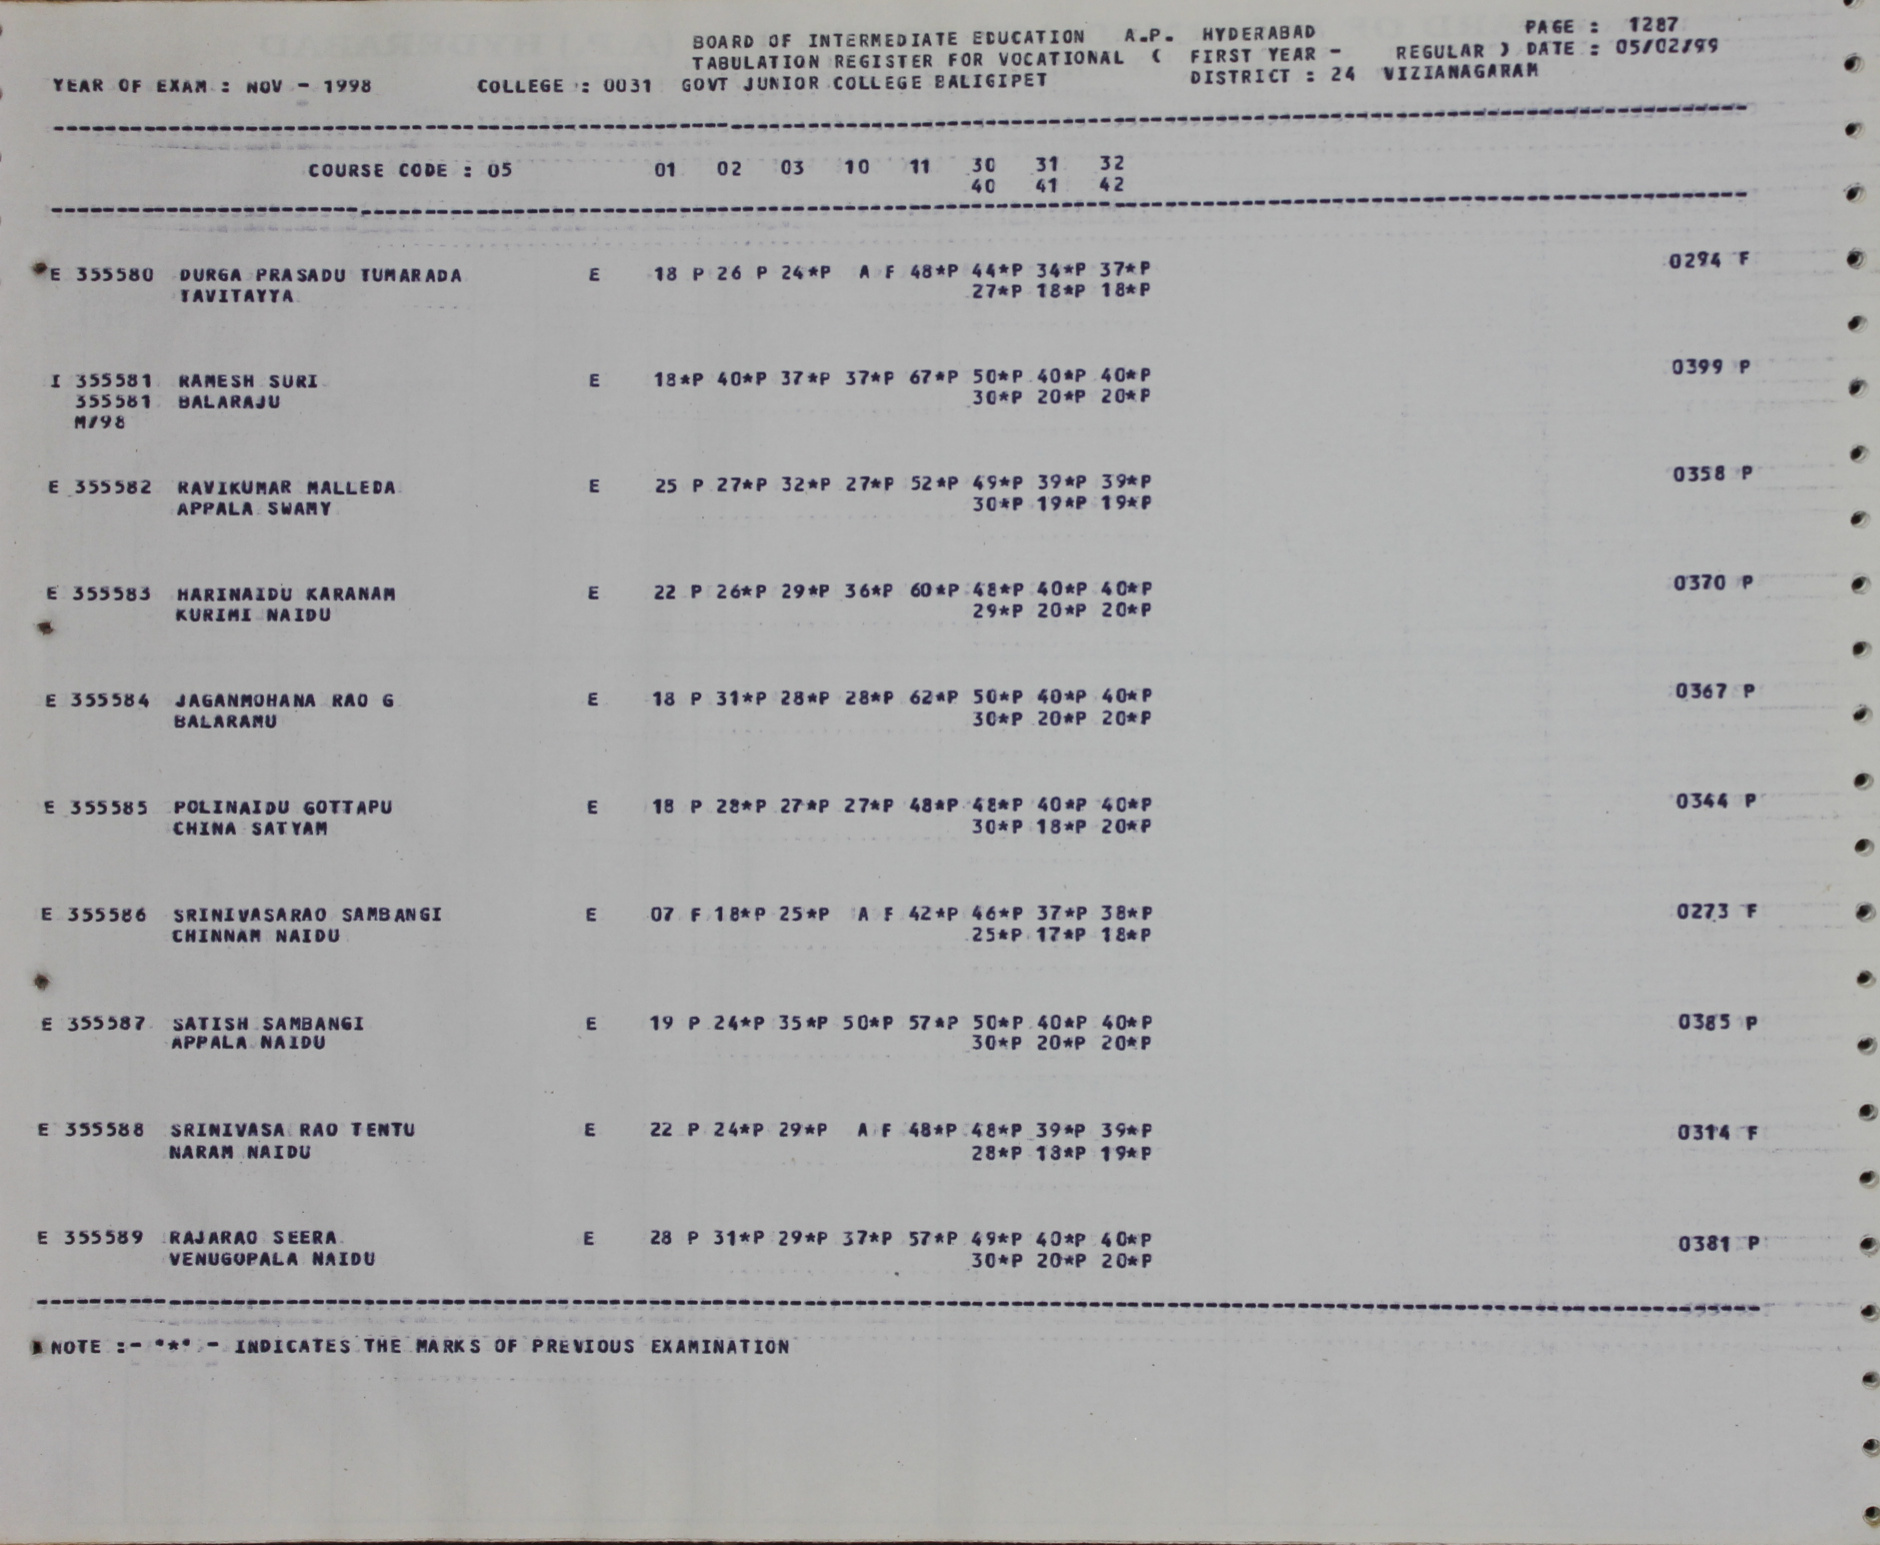 BOARD OF INTERMEDIATE EDUCATION A.P. HYDERABAD PAGE : 1287
TABULATION REGISTER FOR VOCATIONAL ( FIRST YEAR - REGULAR ) DATE : 05/02/99
YEAR OF EXAM : NOV - 1998 COLLEGE : 0031 GOVT JUNIOR COLLEGE BALIGIPET DISTRICT : 24 VIZIANAGARAM
COURSE CODE : 05 01 02 03 10 11 30 31 32
40 41 42
E 355580 DURGA PRASADU TUMARADA E 18 P 26 P 24*P A F 48*P 44*P 34*P 37*P 0294 F
TAVITAYYA 27*P 18*P 18*P
I 355581 RAMESH SURI E 18*P 40*P 37*P 37*P 67*P 50*P 40*P 40*P 0399 P
355581 BALARAJU 30*P 20*P 20*P
M/98
E 355582 RAVIKUMAR MALLEDA E 25 P 27*P 32*P 27*P 52*P 49*P 39*P 39*P 0358 P
APPALA SWAMY 30*P 19*P 19*P
E 355583 HARINAIDU KARANAM E 22 P 26*P 29*P 36*P 60*P 48*P 40*P 40*P 0370 P
KURIMI NAIDU 29*P 20*P 20*P
E 355584 JAGANMOHANA RAO G E 18 P 31*P 28*P 28*P 62*P 50*P 40*P 40*P 0367 P
BALARAMU 30*P 20*P 20*P
E 355585 POLINAIDU GOTTAPU E 18 P 28*P 27*P 27*P 48*P 48*P 40*P 40*P 0344 P
CHINA SATYAM 30*P 18*P 20*P
E 355586 SRINIVASARAO SAMBANGI E 07 F 18*P 25*P A F 42*P 46*P 37*P 38*P 0273 F
CHINNAM NAIDU 25*P 17*P 18*P
E 355587 SATISH SAMBANGI E 19 P 24*P 35*P 50*P 57*P 50*P 40*P 40*P 0385 P
APPALA NAIDU 30*P 20*P 20*P
E 355588 SRINIVASA RAO TENTU E 22 P 24*P 29*P A F 48*P 48*P 39*P 39*P 0314 F
NARAM NAIDU 28*P 18*P 19*P
E 355589 RAJARAO SEERA E 28 P 31*P 29*P 37*P 57*P 49*P 40*P 40*P 0381 P
VENUGOPALA NAIDU 30*P 20*P 20*P
NOTE :- "*" - INDICATES THE MARKS OF PREVIOUS EXAMINATION